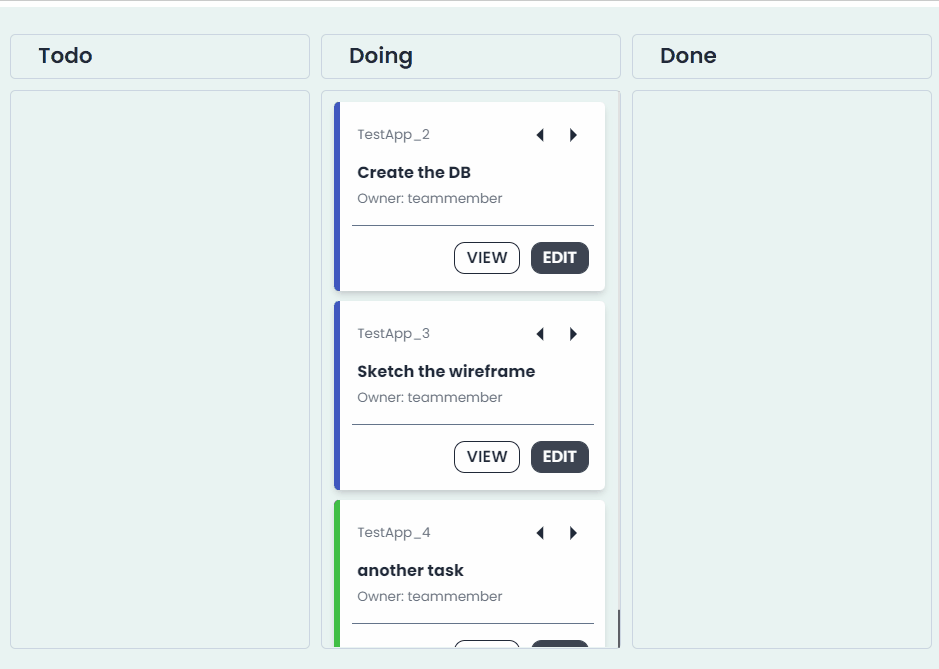 Todo
Doing
Done
TestApp_2
Create the DB
Owner: teammember
VIEW EDIT
TestApp_3
Sketch the wireframe
Owner: teammember
VIEW EDIT
TestApp_4
another task
Owner: teammember